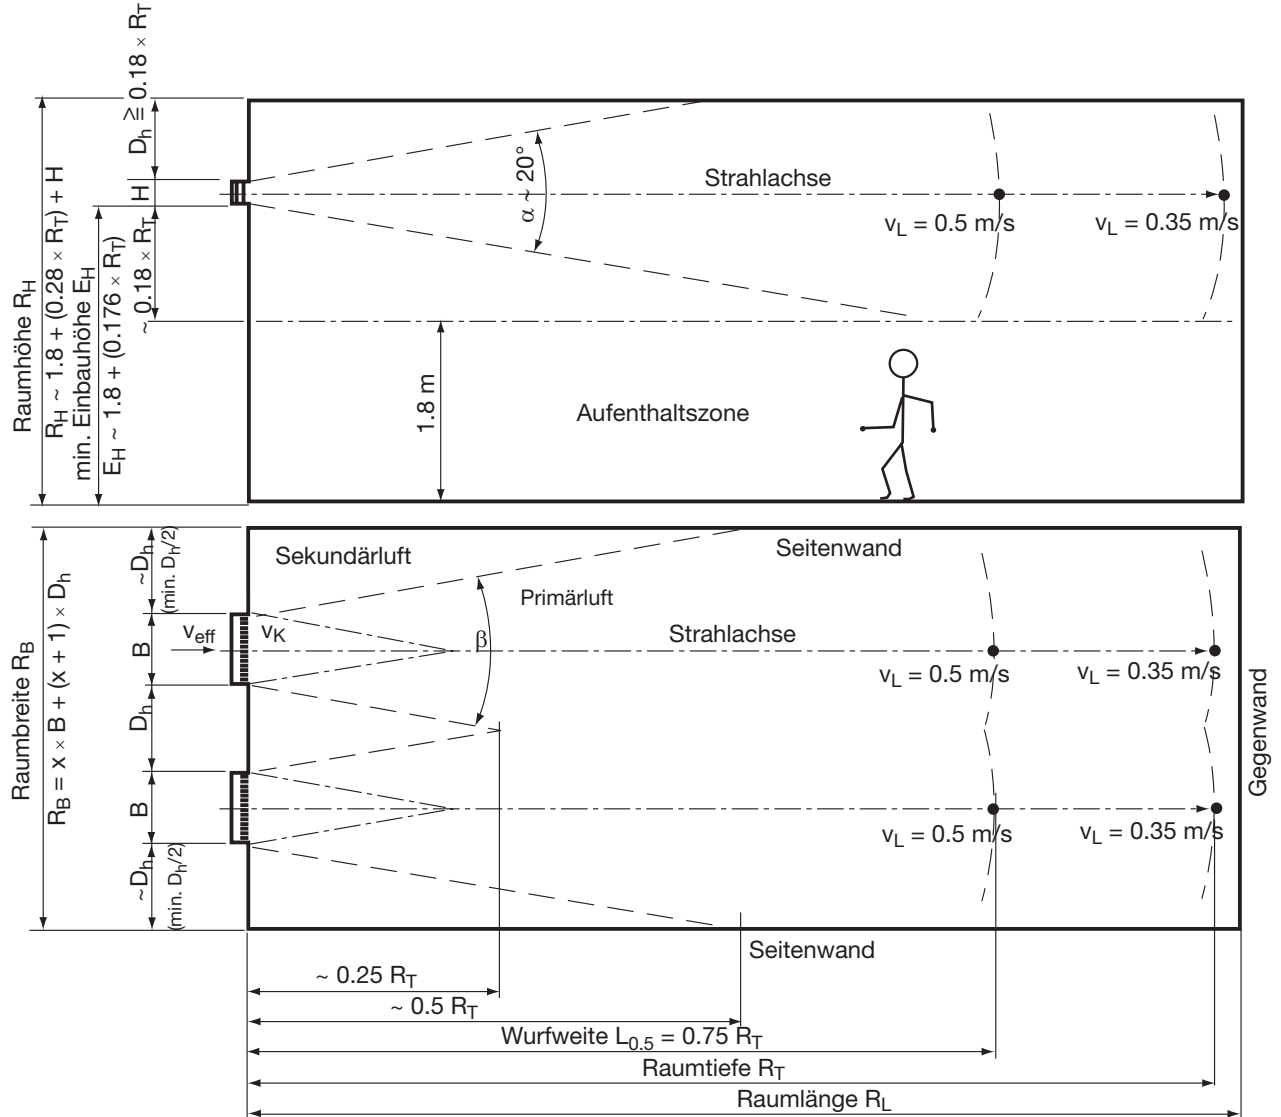 Raumhöhe R_H
R_H ~ 1.8 + (0.28 × R_T) + H
min. Einbauhöhe E_H
E_H ~ 1.8 + (0.176 × R_T)
D_h ≧ 0.18 × R_T
H
~ 0.18 × R_T
α ~ 20°
Strahlachse
v_L = 0.5 m/s
v_L = 0.35 m/s
1.8 m
Aufenthaltszone
Raumbreite R_B
R_B = x × B + (x + 1) × D_h
~D_h
(min. D_h/2)
B
D_h
B
~D_h
(min. D_h/2)
Sekundärluft
Seitenwand
Primärluft
v_eff
v_K
β
Strahlachse
v_L = 0.5 m/s
v_L = 0.35 m/s
v_L = 0.5 m/s
v_L = 0.35 m/s
Gegenwand
Seitenwand
~ 0.25 R_T
~ 0.5 R_T
Wurfweite L_0.5 = 0.75 R_T
Raumtiefe R_T
Raumlänge R_L